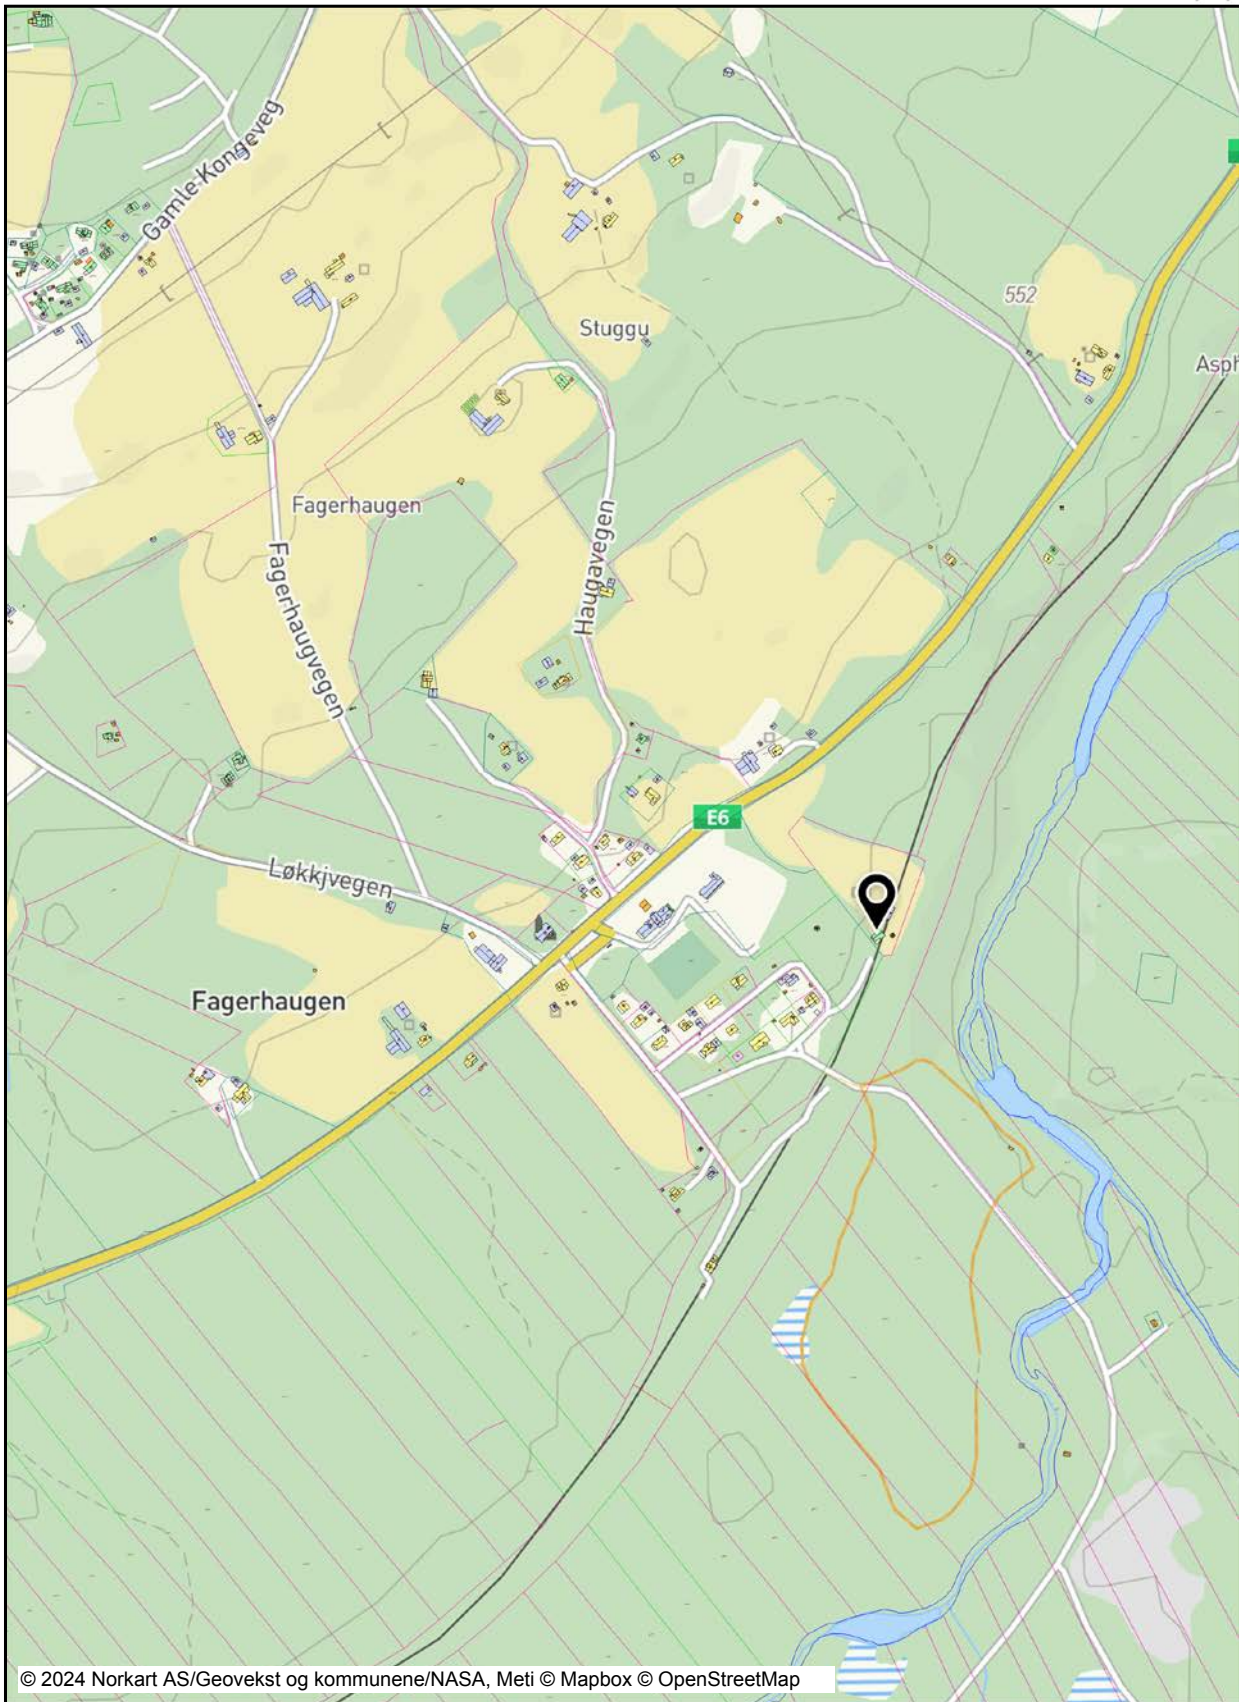 Gamle Kongeveg
Stuggu
552
Asph
Fagerhaugen
Haugavegen
Fagerhaugvegen
E6
Løkkjvegen
Fagerhaugen
© 2024 Norkart AS/Geovekst og kommunene/NASA, Meti © Mapbox © OpenStreetMap